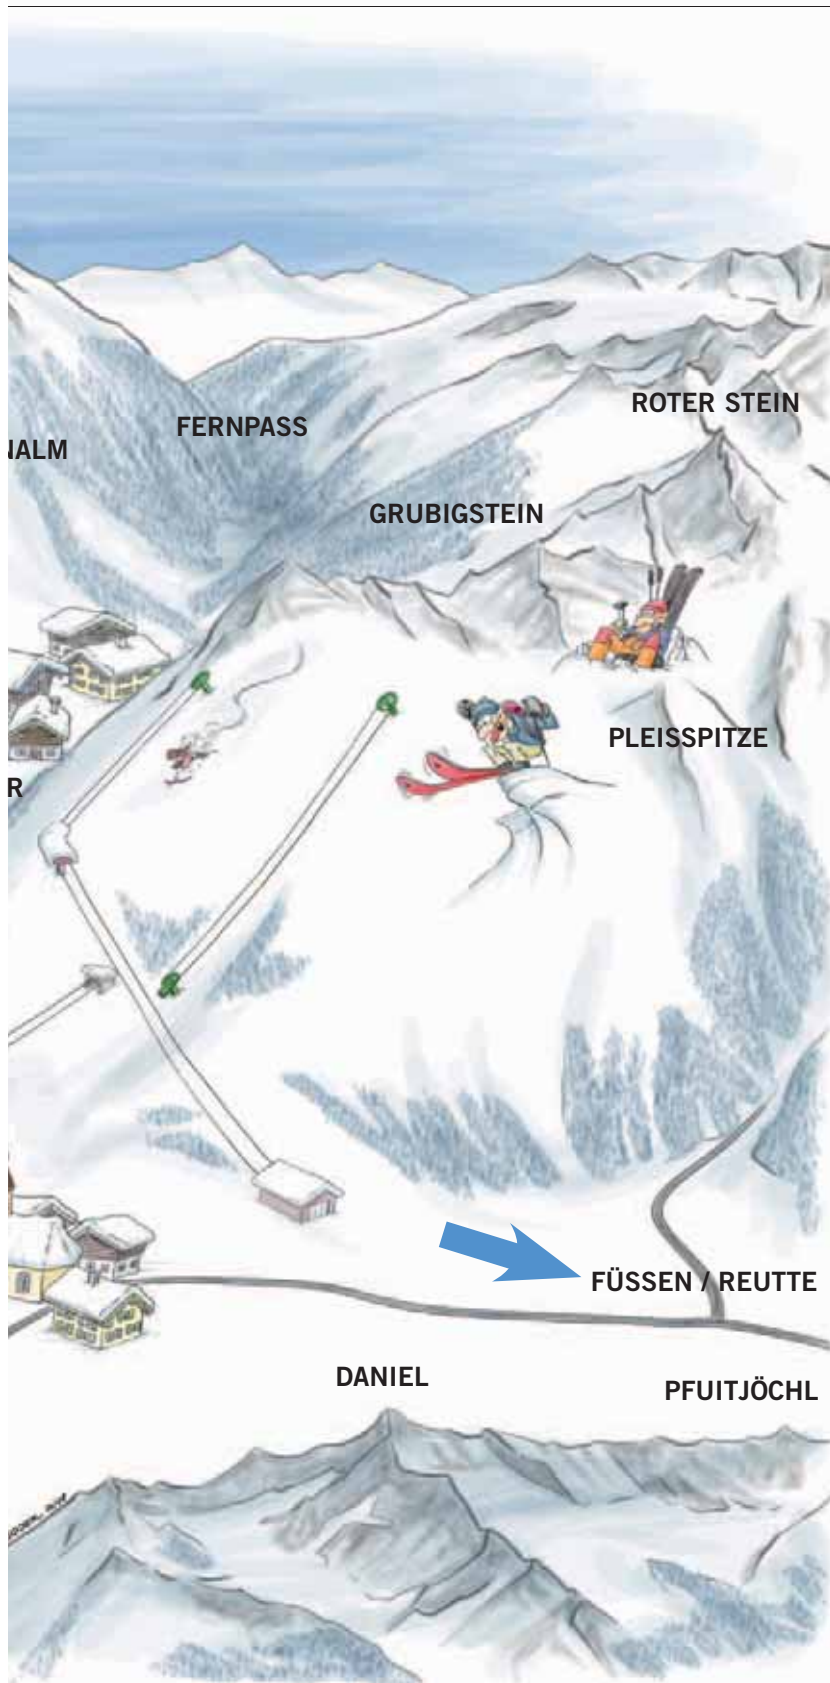 ROTER STEIN
FERNPASS
NALM
GRUBIGSTEIN
PLEISSPITZE
R
FÜSSEN / REUTTE
DANIEL
PFUITJÖCHL